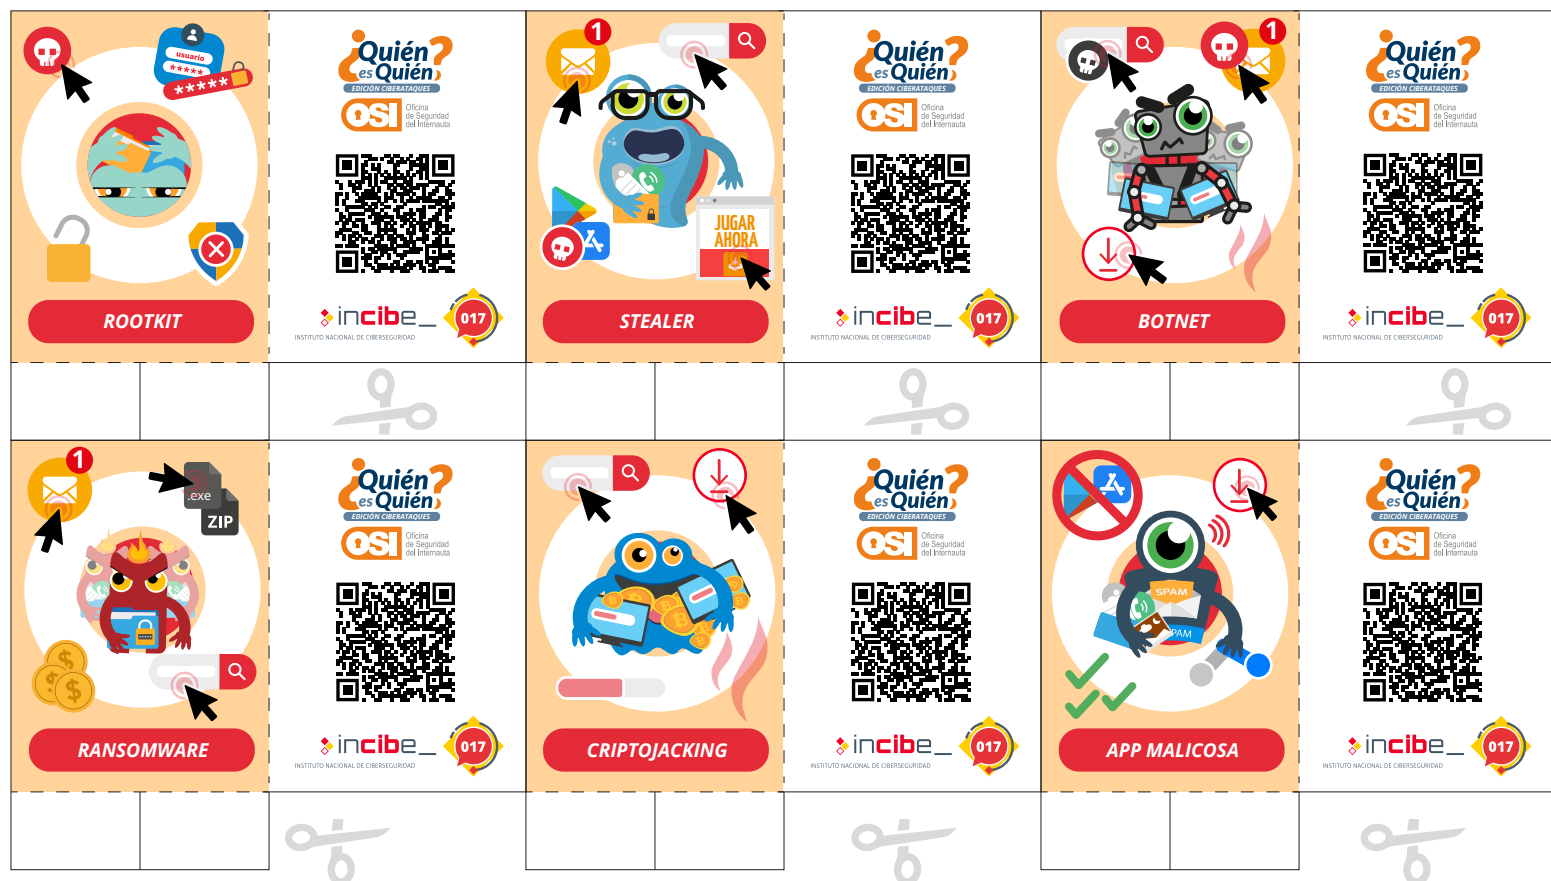 usuario
*****
*****
¿Quién
es Quién?
EDICIÓN CIBERATAQUES
OSI
Oficina
de Seguridad
del Internauta
incibe_
INSTITUTO NACIONAL DE CIBERSEGURIDAD
017
ROOTKIT
1
JUGAR
AHORA
¿Quién
es Quién?
EDICIÓN CIBERATAQUES
OSI
Oficina
de Seguridad
del Internauta
incibe_
INSTITUTO NACIONAL DE CIBERSEGURIDAD
017
STEALER
1
¿Quién
es Quién?
EDICIÓN CIBERATAQUES
OSI
Oficina
de Seguridad
del Internauta
incibe_
INSTITUTO NACIONAL DE CIBERSEGURIDAD
017
BOTNET
1
.exe
ZIP
¿Quién
es Quién?
EDICIÓN CIBERATAQUES
OSI
Oficina
de Seguridad
del Internauta
incibe_
INSTITUTO NACIONAL DE CIBERSEGURIDAD
017
RANSOMWARE
¿Quién
es Quién?
EDICIÓN CIBERATAQUES
OSI
Oficina
de Seguridad
del Internauta
incibe_
INSTITUTO NACIONAL DE CIBERSEGURIDAD
017
CRIPTOJACKING
SPAM
PAM
¿Quién
es Quién?
EDICIÓN CIBERATAQUES
OSI
Oficina
de Seguridad
del Internauta
incibe_
INSTITUTO NACIONAL DE CIBERSEGURIDAD
017
APP MALICOSA